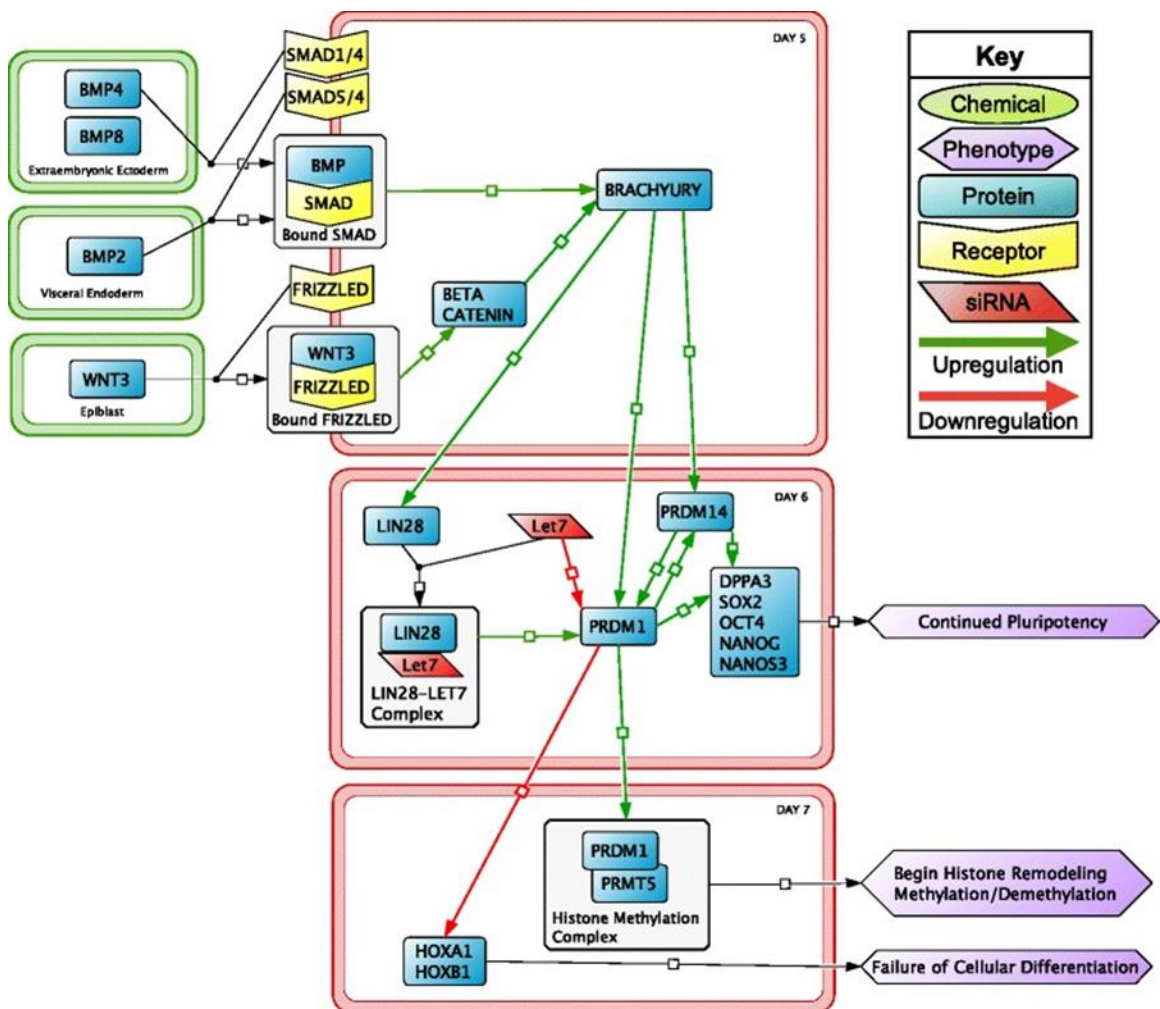 DAY 5
SMAD1/4
SMAD5/4
BMP4
BMP8
Extraembryonic Ectoderm
BMP
SMAD
Bound SMAD
BRACHYURY
BMP2
Visceral Endoderm
FRIZZLED
BETA
CATENIN
WNT3
Epiblast
WNT3
FRIZZLED
Bound FRIZZLED
Key
Chemical
Phenotype
Protein
Receptor
siRNA
Upregulation
Downregulation
DAY 6
LIN28
Let7
PRDM14
DPPA3
SOX2
OCT4
NANOG
NANOS3
PRDM1
LIN28
Let7
LIN28-LET7
Complex
Continued Pluripotency
DAY 7
PRDM1
PRMT5
Histone Methylation
Complex
HOXA1
HOXB1
Begin Histone Remodeling
Methylation/Demethylation
Failure of Cellular Differentiation